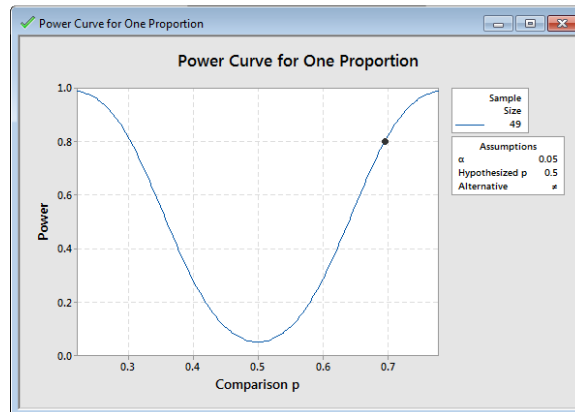 Power Curve for One Proportion
Power Curve for One Proportion
1.0
0.8
0.6
0.4
0.2
0.0
Power
0.3 0.4 0.5 0.6 0.7
Comparison p
Sample
Size
49
Assumptions
α 0.05
Hypothesized p 0.5
Alternative ≠